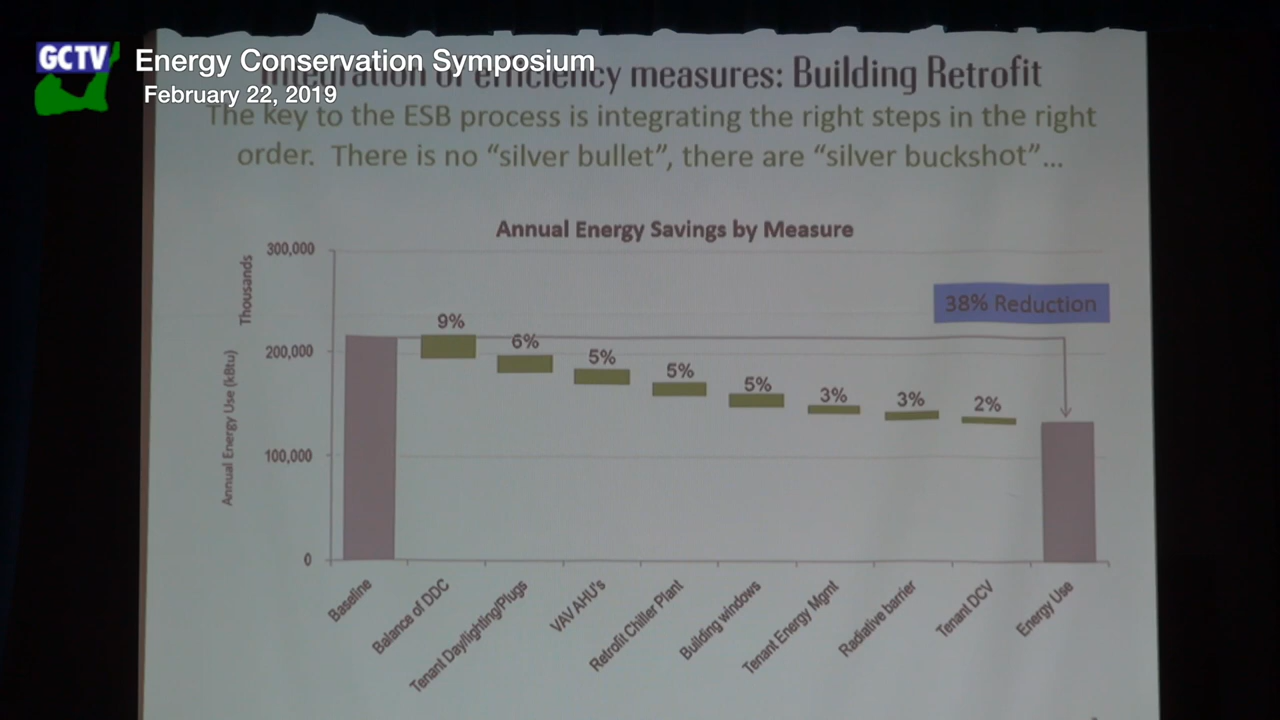 GCTV
Energy Conservation Symposium
February 22, 2019
efficiency measures: Building Retrofit
The key to the ESB process is integrating the right steps in the right
order. There is no “silver bullet”, there are “silver buckshot”...
Annual Energy Savings by Measure
Thousands
Annual Energy Use (kBtu)
300,000
200,000
100,000
0
38% Reduction
9%
6%
5%
5%
5%
3%
3%
2%
Baseline
Balance of DDC
Tenant Daylighting/Plugs
VAV AHU's
Retrofit Chiller Plant
Building windows
Tenant Energy Mgmt
Radiative barrier
Tenant DCV
Energy Use